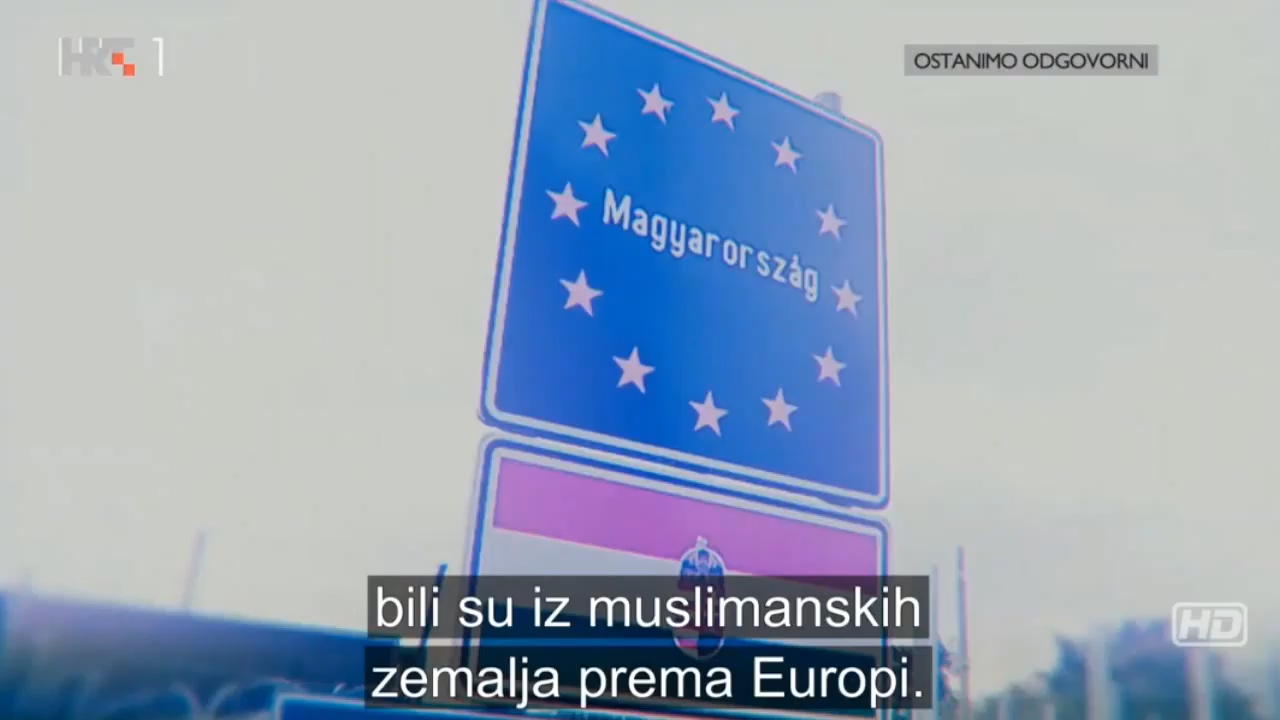 HRT 1
OSTANIMO ODGOVORNI
Magyarország
bili su iz muslimanskih
zemalja prema Europi.
HD